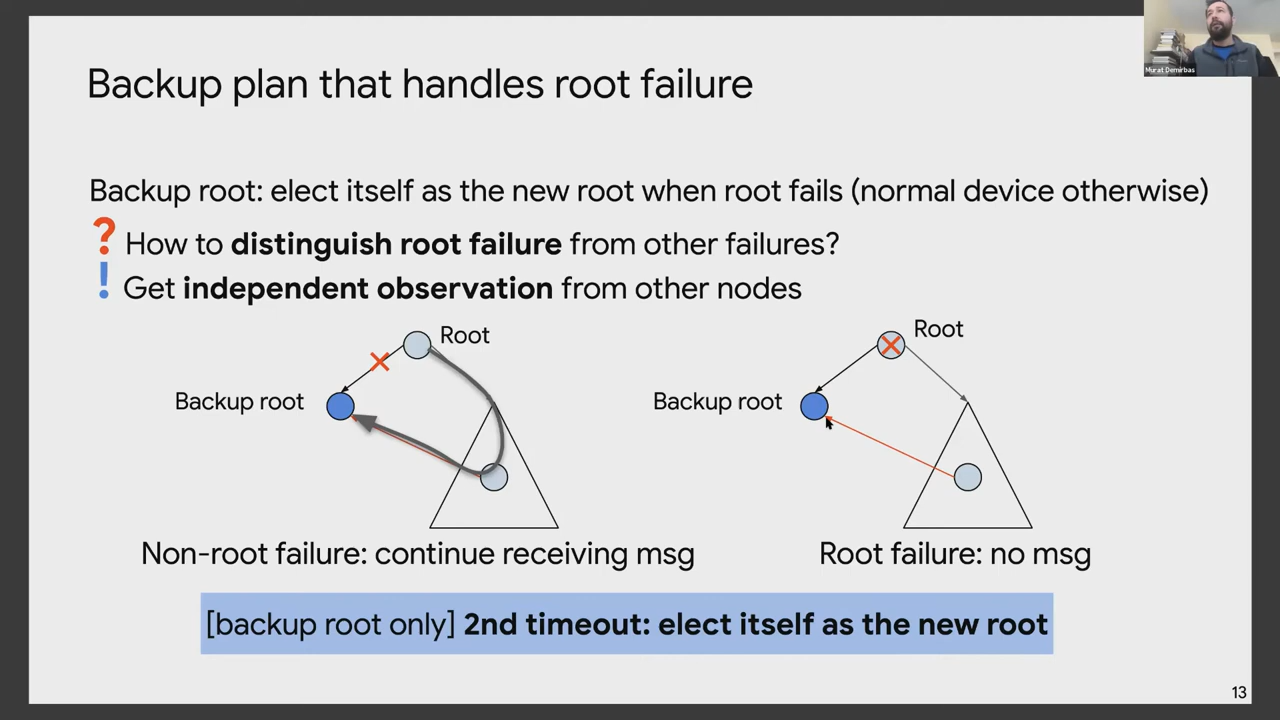 Murat Demirbas
Backup plan that handles root failure
Backup root: elect itself as the new root when root fails (normal device otherwise)
? How to distinguish root failure from other failures?
! Get independent observation from other nodes
Root
Backup root
Non-root failure: continue receiving msg
Root
Backup root
Root failure: no msg
[backup root only] 2nd timeout: elect itself as the new root
13